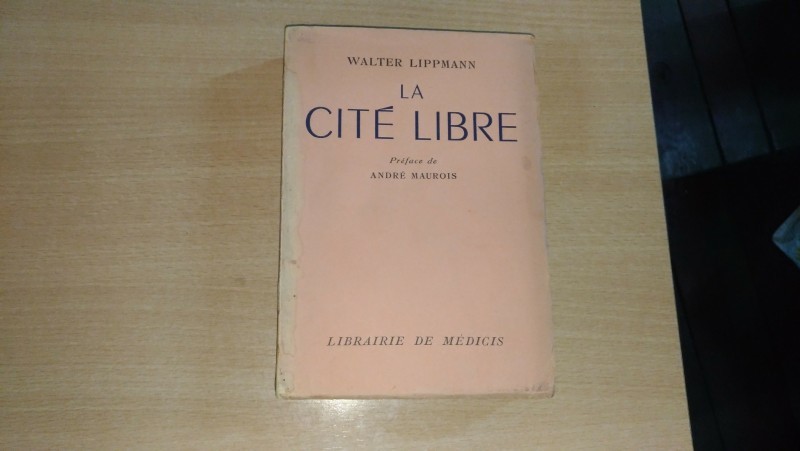 WALTER LIPPMANN
LA
CITÉ LIBRE
Préface de
ANDRÉ MAUROIS
LIBRAIRIE DE MÉDICIS